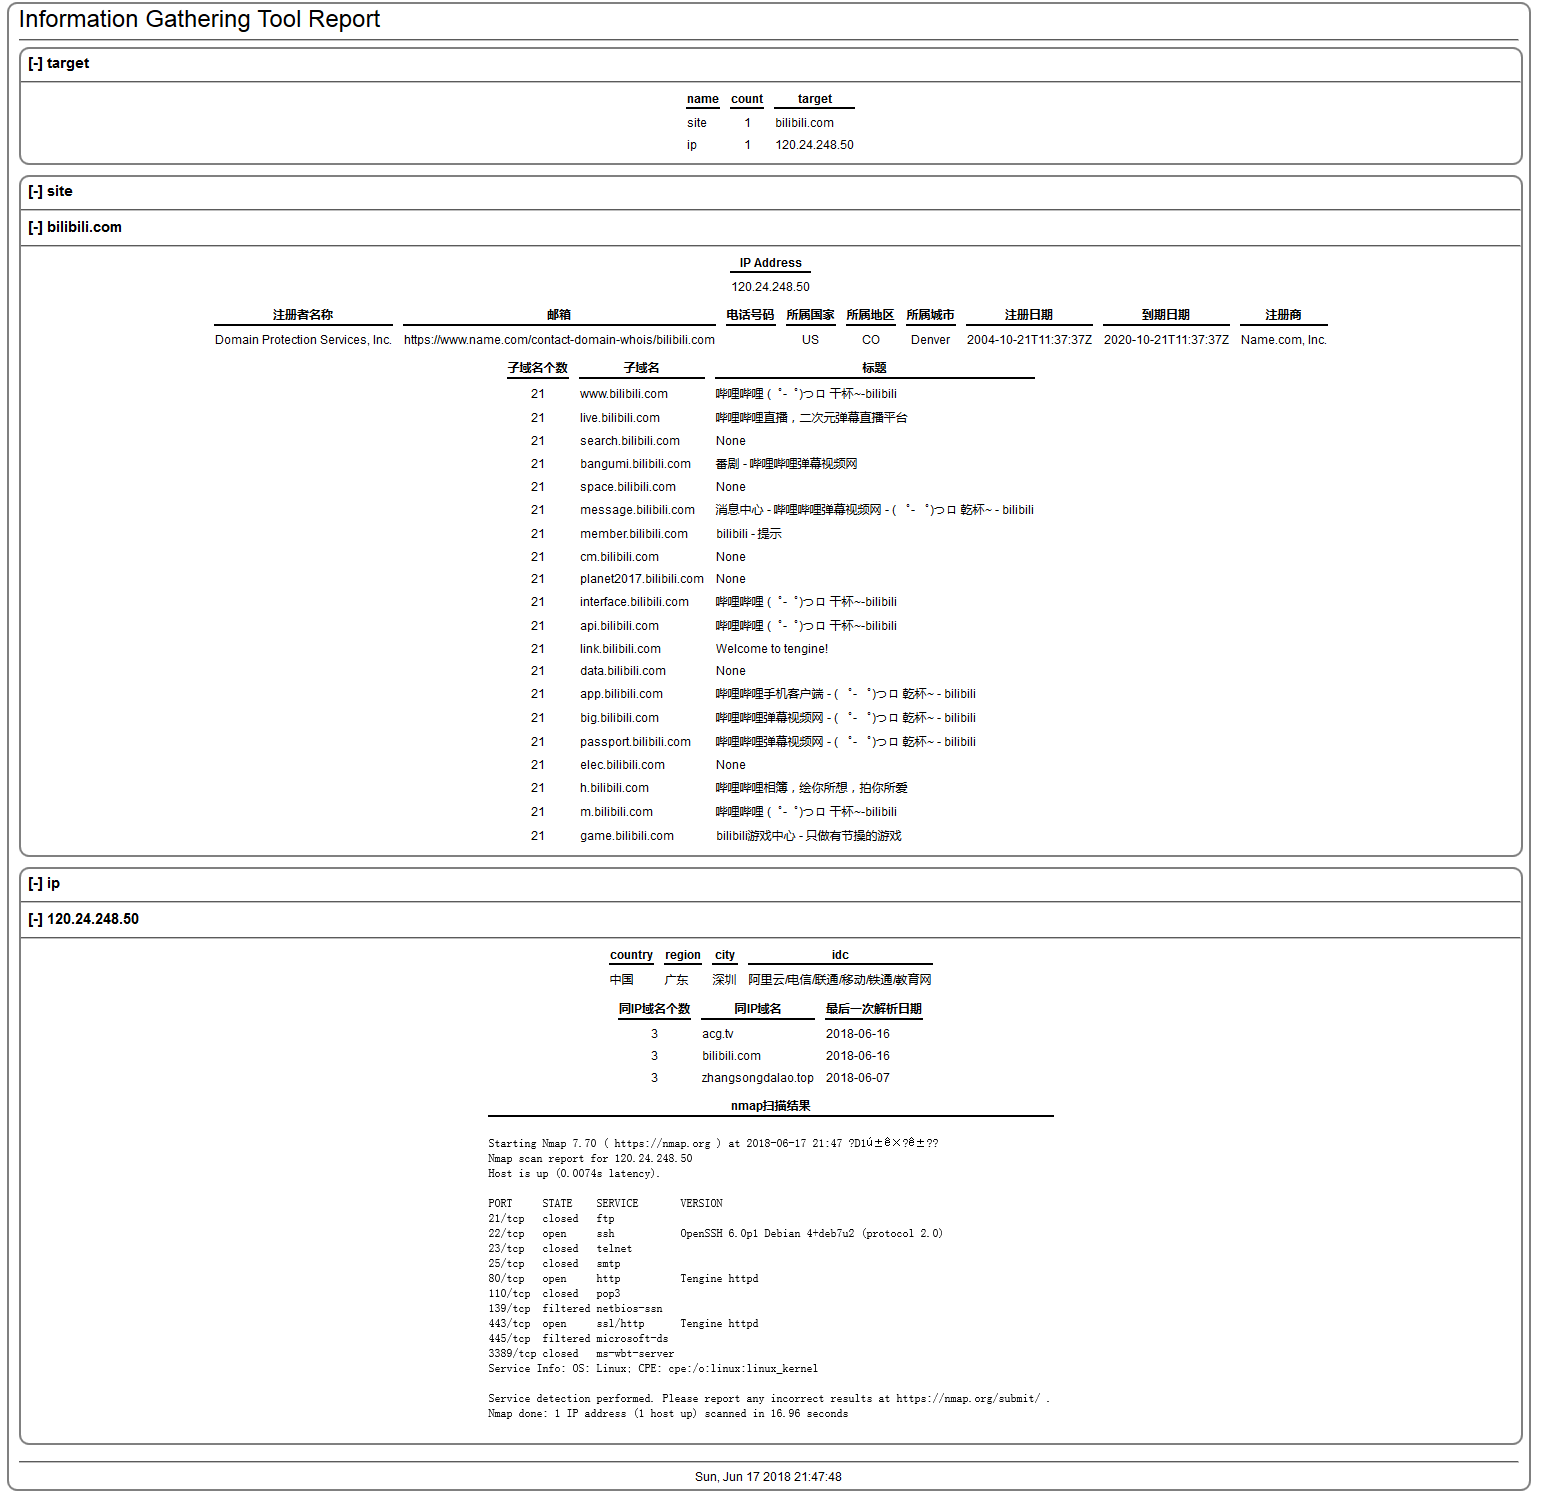 Information Gathering Tool Report
[-] target
name count target
site 1 bilibili.com
ip 1 120.24.248.50
[-] site
[-] bilibili.com
IP Address
120.24.248.50
注册者名称 邮箱 电话号码 所属国家 所属地区 所属城市 注册日期 到期日期 注册商
Domain Protection Services, Inc. https://www.name.com/contact-domain-whois/bilibili.com US CO Denver 2004-10-21T11:37:37Z 2020-10-21T11:37:37Z Name.com, Inc.
子域名个数 子域名 标题
21 www.bilibili.com 哔哩哔哩 ( ゜- ゜)つロ 干杯~-bilibili
21 live.bilibili.com 哔哩哔哩直播，二次元弹幕直播平台
21 search.bilibili.com None
21 bangumi.bilibili.com 番剧 - 哔哩哔哩弹幕视频网
21 space.bilibili.com None
21 message.bilibili.com 消息中心 - 哔哩哔哩弹幕视频网 - ( ゜- ゜)つロ 乾杯~ - bilibili
21 member.bilibili.com bilibili - 提示
21 cm.bilibili.com None
21 planet2017.bilibili.com None
21 interface.bilibili.com 哔哩哔哩 ( ゜- ゜)つロ 干杯~-bilibili
21 api.bilibili.com 哔哩哔哩 ( ゜- ゜)つロ 干杯~-bilibili
21 link.bilibili.com Welcome to tengine!
21 data.bilibili.com None
21 app.bilibili.com 哔哩哔哩手机客户端 - ( ゜- ゜)つロ 乾杯~ - bilibili
21 big.bilibili.com 哔哩哔哩弹幕视频网 - ( ゜- ゜)つロ 乾杯~ - bilibili
21 passport.bilibili.com 哔哩哔哩弹幕视频网 - ( ゜- ゜)つロ 乾杯~ - bilibili
21 elec.bilibili.com None
21 h.bilibili.com 哔哩哔哩相簿，绘你所想，拍你所爱
21 m.bilibili.com 哔哩哔哩 ( ゜- ゜)つロ 干杯~-bilibili
21 game.bilibili.com bilibili游戏中心 - 只做有节操的游戏
[-] ip
[-] 120.24.248.50
country region city idc
中国 广东 深圳 阿里云/电信/联通/移动/铁通/教育网
同IP域名个数 同IP域名 最后一次解析日期
3 acg.tv 2018-06-16
3 bilibili.com 2018-06-16
3 zhangsongdalao.top 2018-06-07
nmap扫描结果
Starting Nmap 7.70 ( https://nmap.org ) at 2018-06-17 21:47 ?D1ú±ê×?ê±??
Nmap scan report for 120.24.248.50
Host is up (0.0074s latency).
PORT STATE SERVICE VERSION
21/tcp closed ftp
22/tcp open ssh OpenSSH 6.0p1 Debian 4+deb7u2 (protocol 2.0)
23/tcp closed telnet
25/tcp closed smtp
80/tcp open http Tengine httpd
110/tcp closed pop3
139/tcp filtered netbios-ssn
443/tcp open ssl/http Tengine httpd
445/tcp filtered microsoft-ds
3389/tcp closed ms-wbt-server
Service Info: OS: Linux; CPE: cpe:/o:linux:linux_kernel
Service detection performed. Please report any incorrect results at https://nmap.org/submit/ .
Nmap done: 1 IP address (1 host up) scanned in 16.96 seconds
Sun, Jun 17 2018 21:47:48